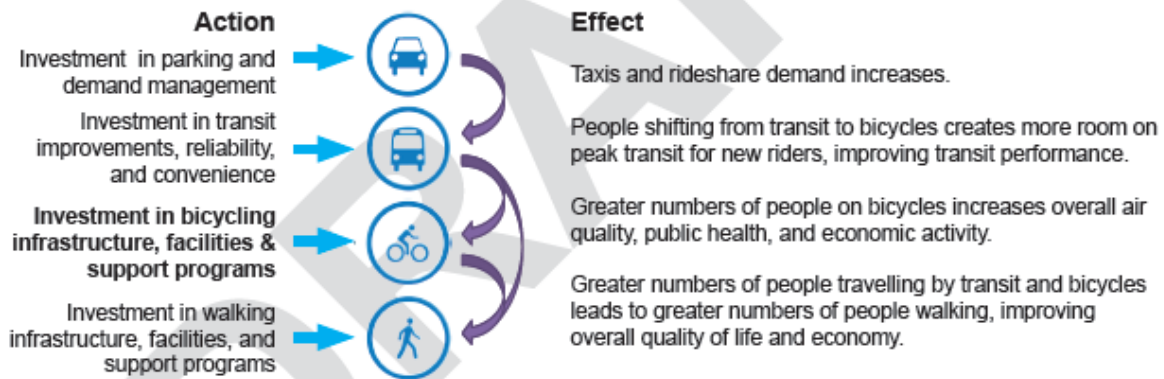 Action
Investment in parking and
demand management
Investment in transit
improvements, reliability,
and convenience
Investment in bicycling
infrastructure, facilities &
support programs
Investment in walking
infrastructure, facilities, and
support programs
Effect
Taxis and rideshare demand increases.
People shifting from transit to bicycles creates more room on
peak transit for new riders, improving transit performance.
Greater numbers of people on bicycles increases overall air
quality, public health, and economic activity.
Greater numbers of people travelling by transit and bicycles
leads to greater numbers of people walking, improving
overall quality of life and economy.